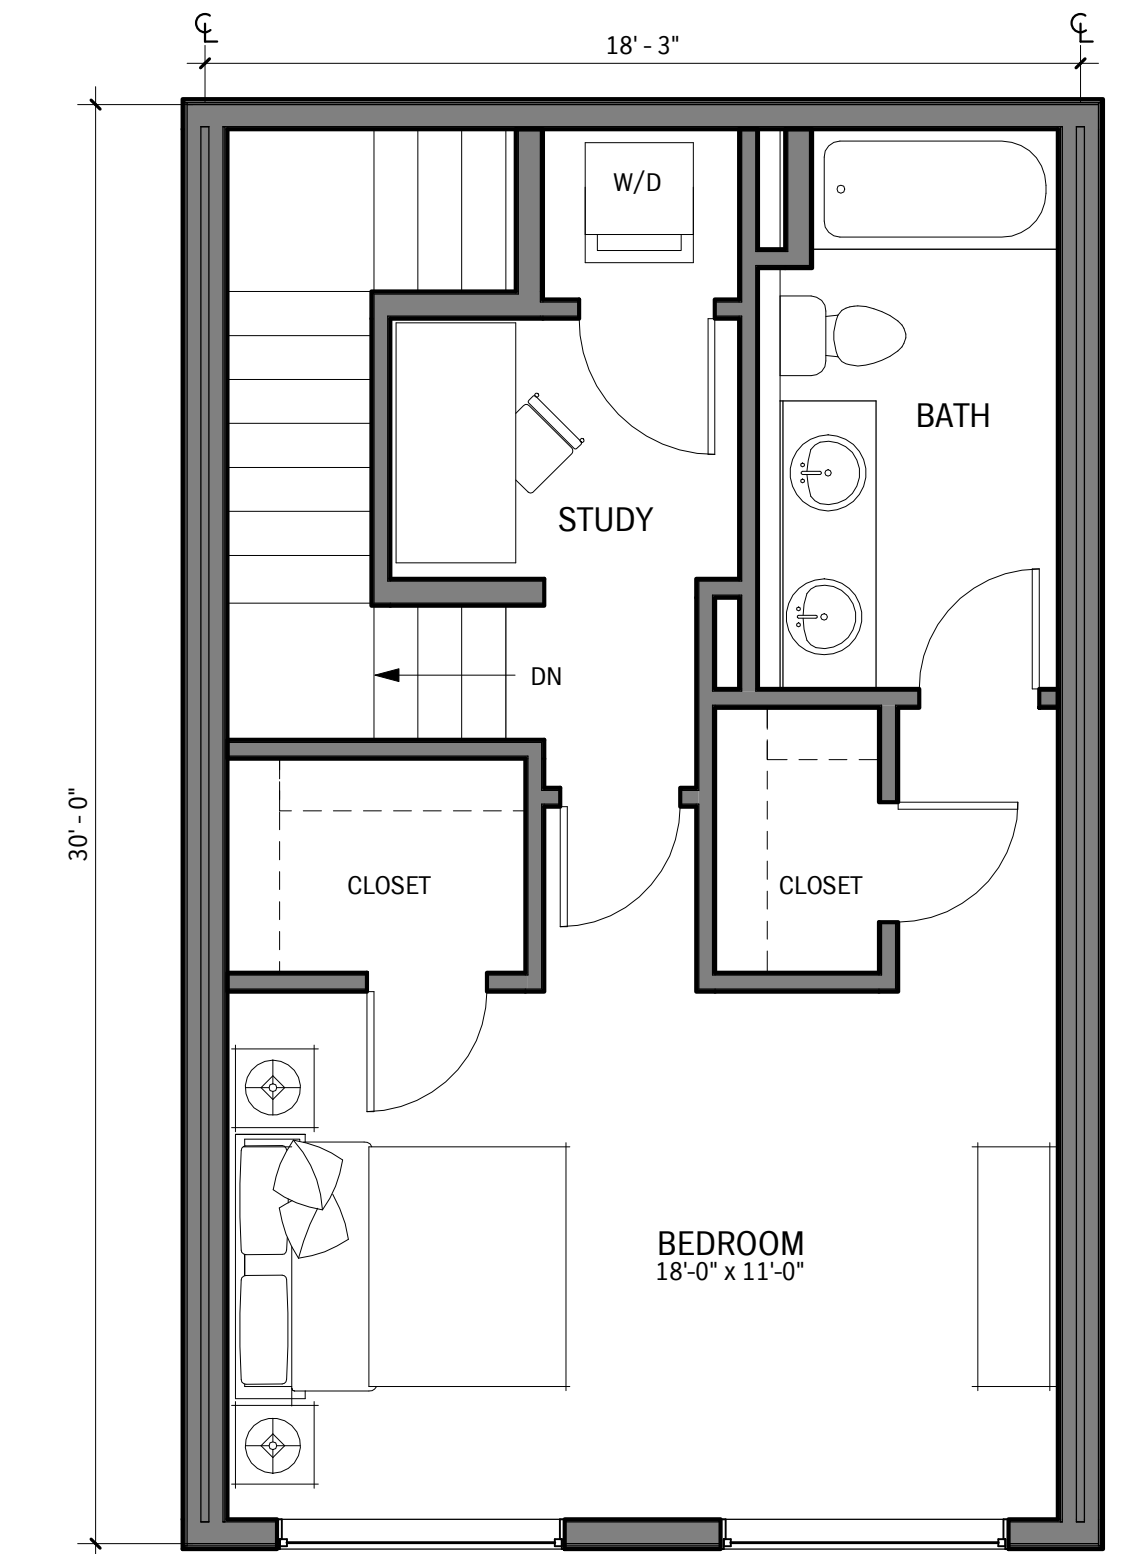 ℄ ℄
18' - 3"
W/D
BATH
STUDY
DN
30' - 0"
CLOSET
CLOSET
BEDROOM
18'-0" x 11'-0"